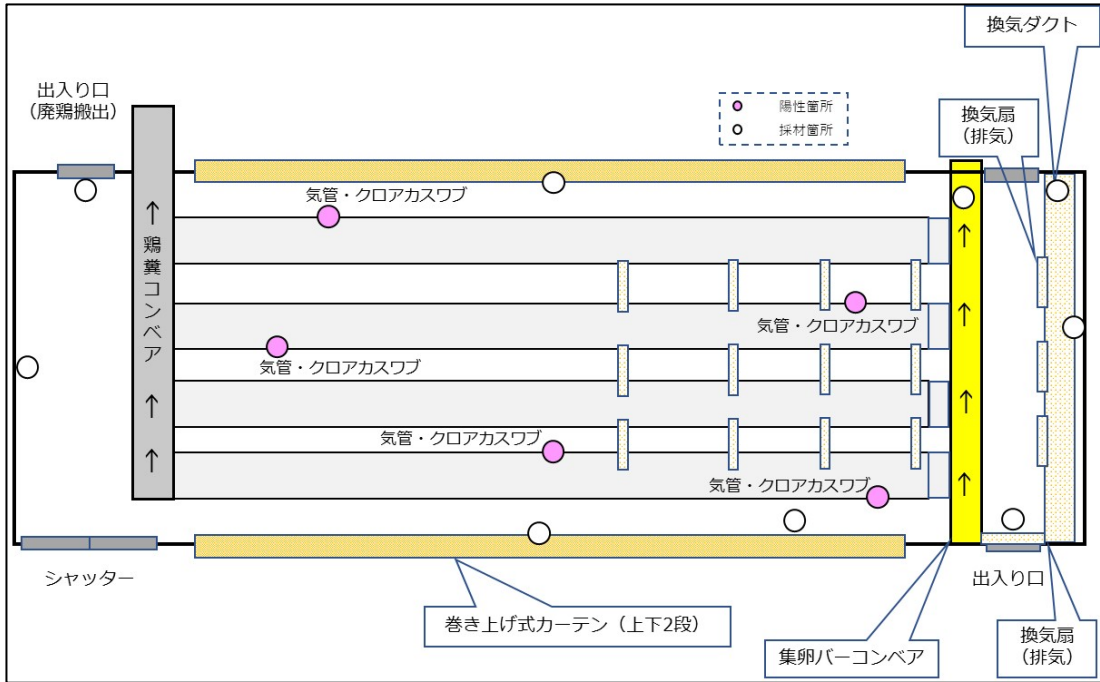 換気ダクト
出入り口
（廃鶏搬出）
陽性箇所
採材箇所
換気扇
（排気）
気管・クロアカスワブ
↑
鶏糞コンベア
↑
↑
↑
↑
↑
↑
気管・クロアカスワブ
気管・クロアカスワブ
気管・クロアカスワブ
気管・クロアカスワブ
シャッター
出入り口
巻き上げ式カーテン（上下2段）
集卵バーコンベア
換気扇
（排気）